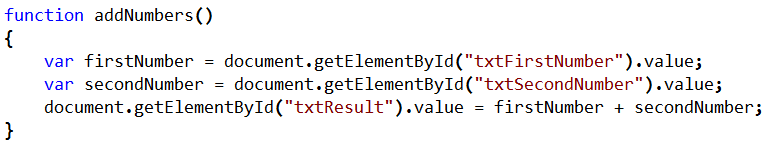 function addNumbers()
{
    var firstNumber = document.getElementById("txtFirstNumber").value;
    var secondNumber = document.getElementById("txtSecondNumber").value;
    document.getElementById("txtResult").value = firstNumber + secondNumber;
}